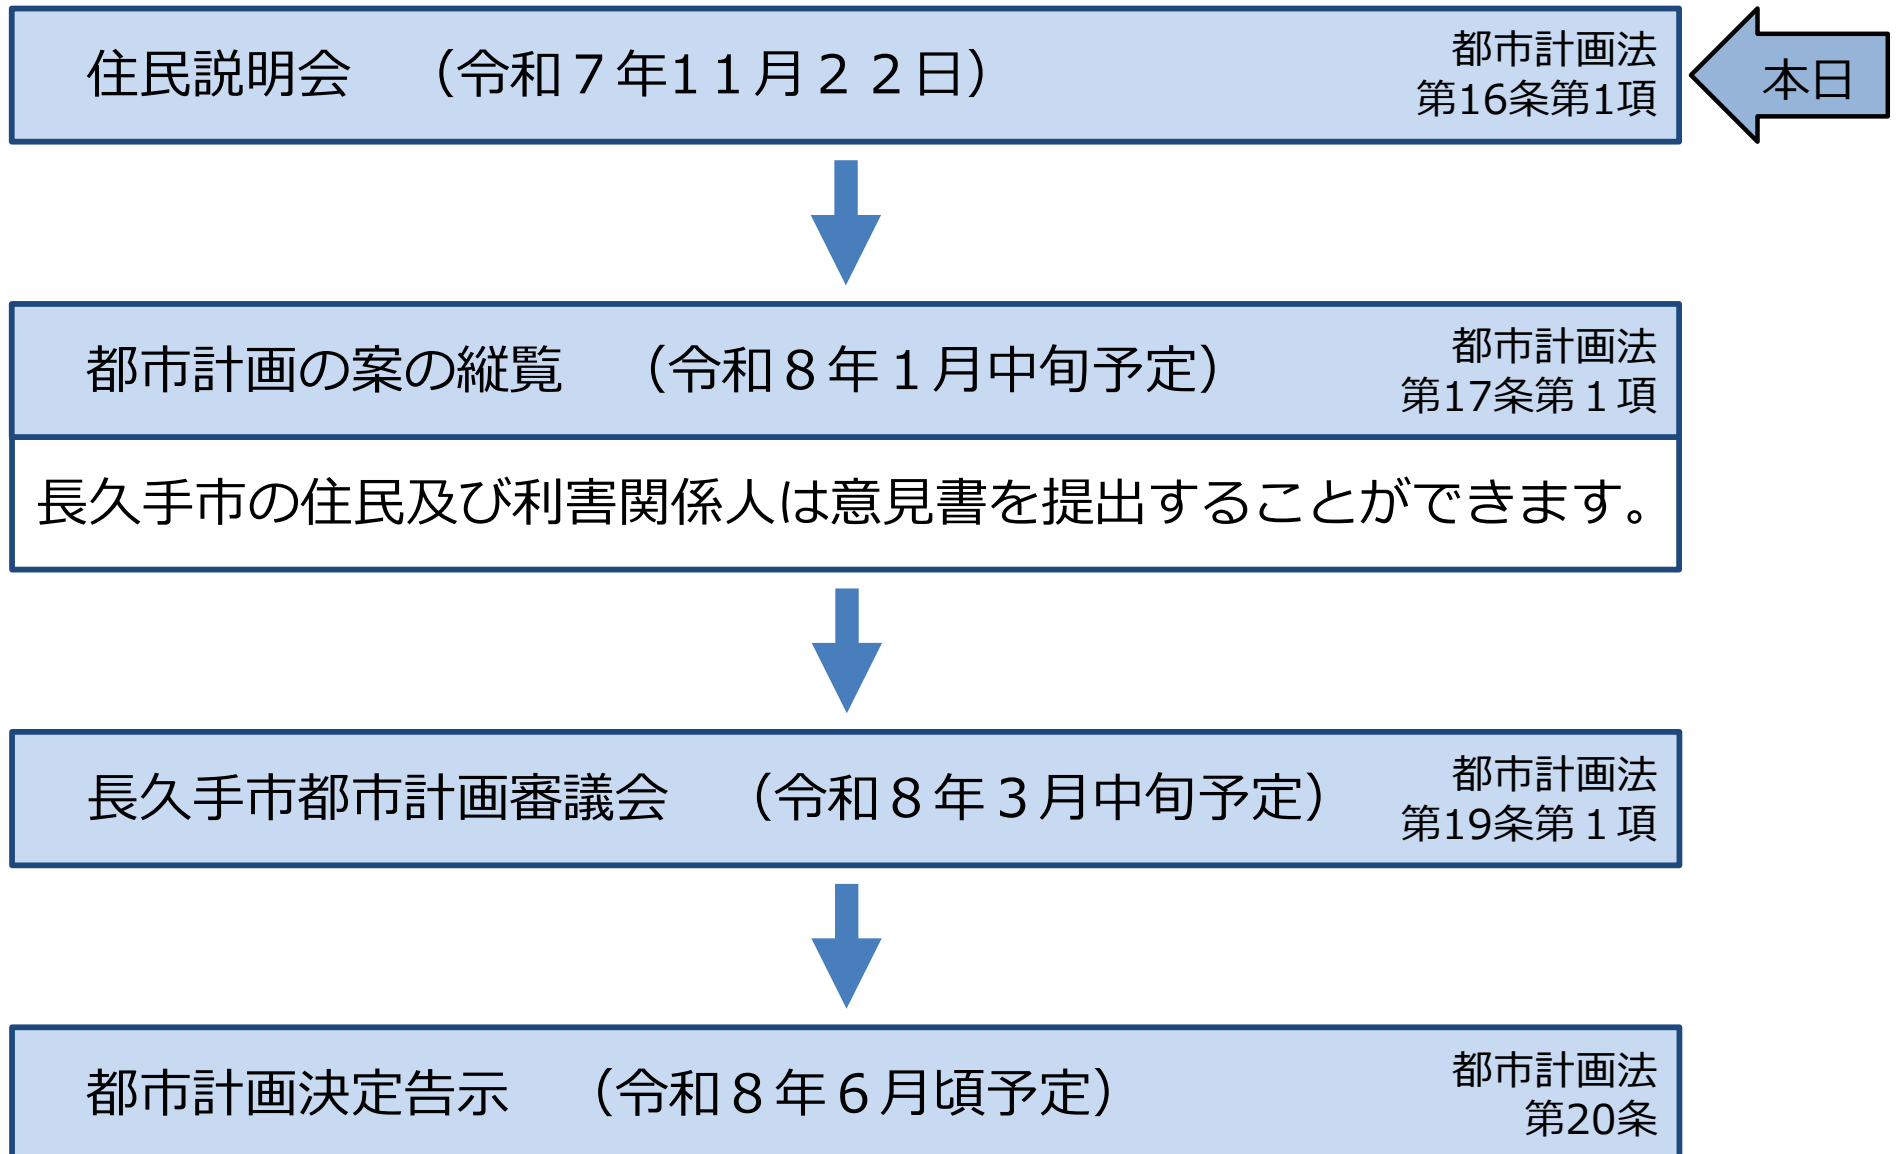 住民説明会　（令和７年1１月２２日）
都市計画法
第16条第1項
本日
都市計画の案の縦覧　（令和８年１月中旬予定）
都市計画法
第17条第１項
長久手市の住民及び利害関係人は意見書を提出することができます。
長久手市都市計画審議会　（令和８年３月中旬予定）
都市計画法
第19条第１項
都市計画決定告示　（令和８年６月頃予定）
都市計画法
第20条